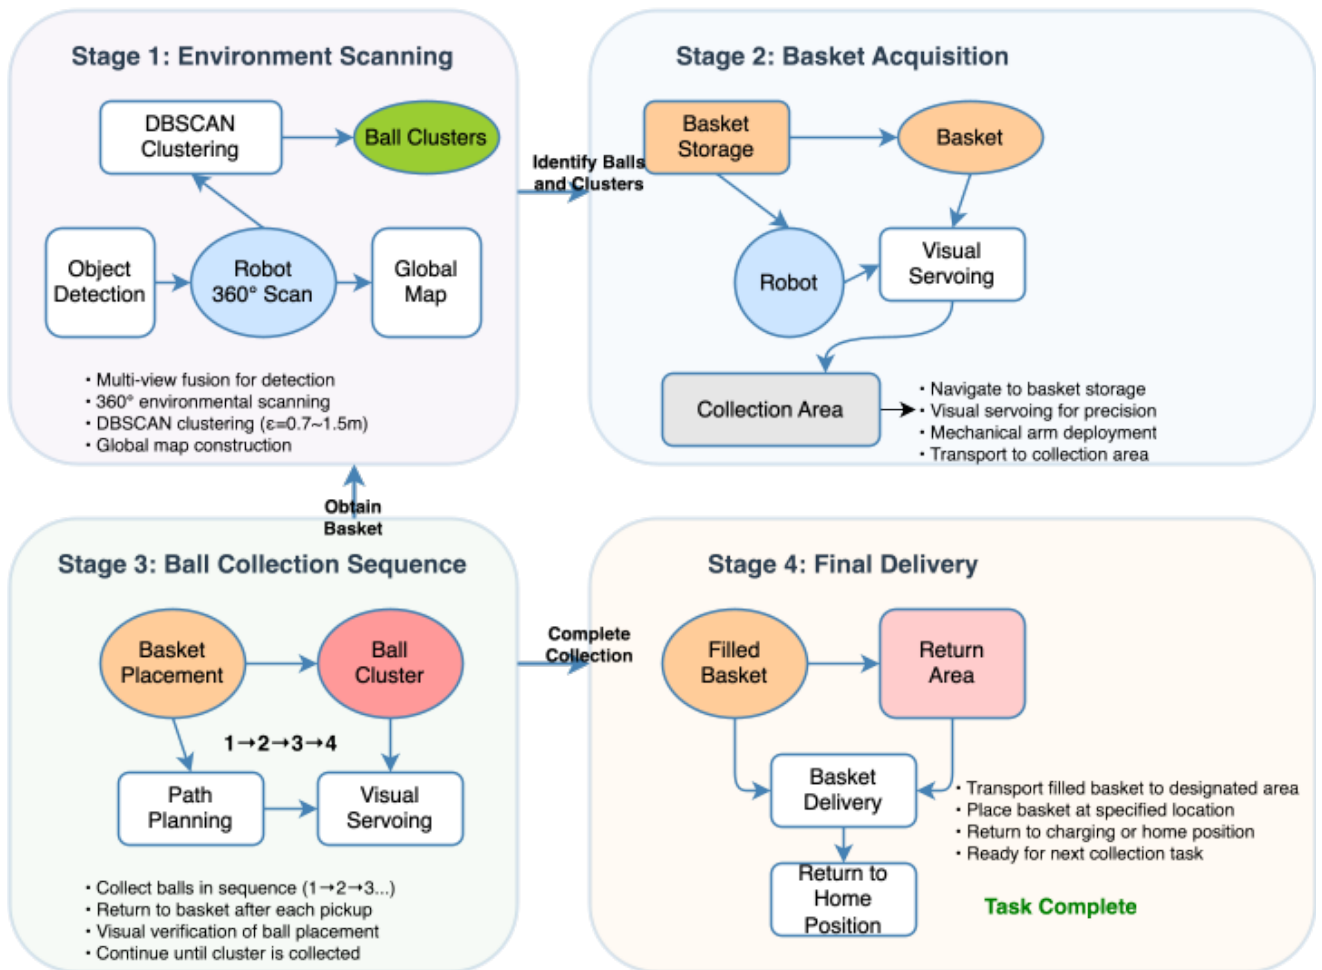 Stage 1: Environment Scanning
DBSCAN
Clustering
Ball Clusters
Object
Detection
Robot
360° Scan
Global
Map
• Multi-view fusion for detection
• 360° environmental scanning
• DBSCAN clustering (ε=0.7~1.5m)
• Global map construction
Identify Balls
and Clusters
Stage 2: Basket Acquisition
Basket
Storage
Basket
Robot
Visual
Servoing
Collection Area
• Navigate to basket storage
• Visual servoing for precision
• Mechanical arm deployment
• Transport to collection area
Obtain
Basket
Stage 3: Ball Collection Sequence
Basket
Placement
Ball
Cluster
1→2→3→4
Path
Planning
Visual
Servoing
• Collect balls in sequence (1→2→3...)
• Return to basket after each pickup
• Visual verification of ball placement
• Continue until cluster is collected
Complete
Collection
Stage 4: Final Delivery
Filled
Basket
Return
Area
Basket
Delivery
Return to
Home
Position
• Transport filled basket to designated area
• Place basket at specified location
• Return to charging or home position
• Ready for next collection task
Task Complete